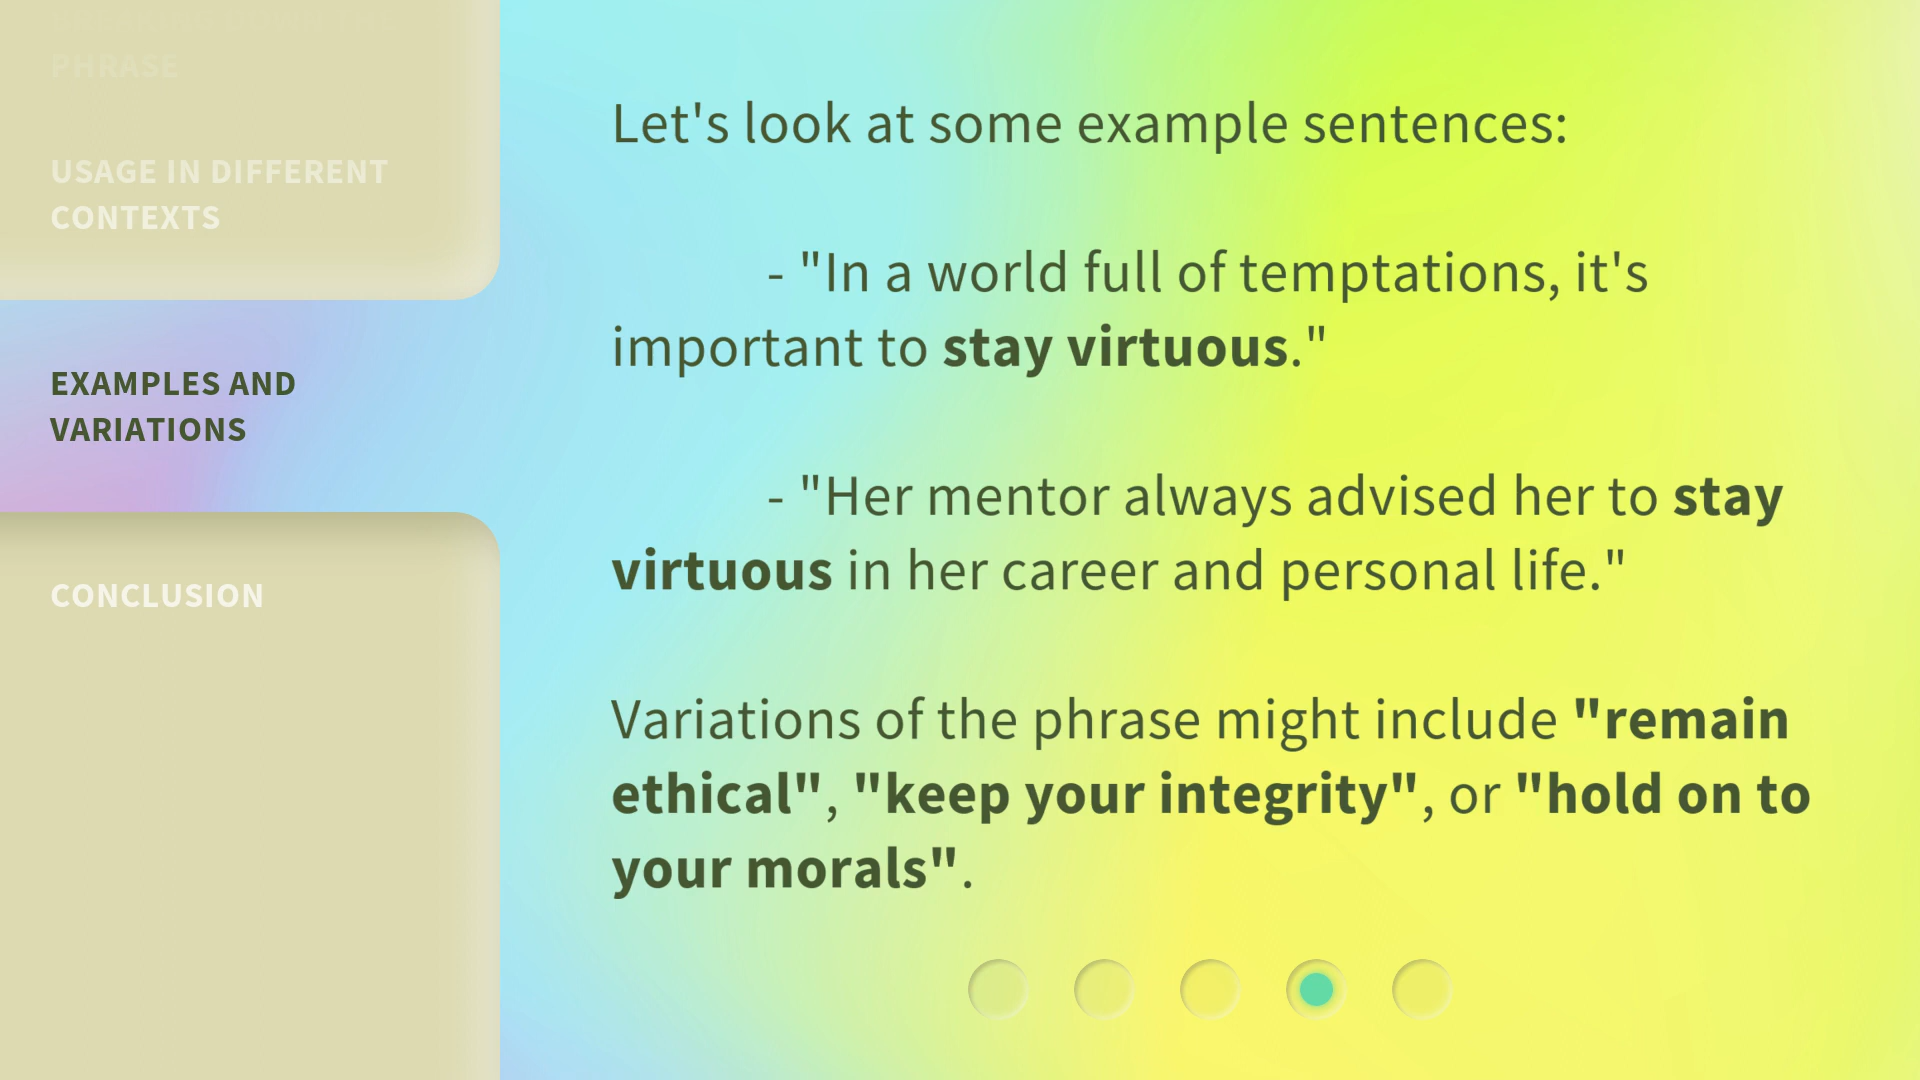 PHRASE
USAGE IN DIFFERENT
CONTEXTS
EXAMPLES AND
VARIATIONS
CONCLUSION
Let's look at some example sentences:
- "In a world full of temptations, it's
important to stay virtuous."
- "Her mentor always advised her to stay
virtuous in her career and personal life."
Variations of the phrase might include "remain
ethical", "keep your integrity", or "hold on to
your morals".